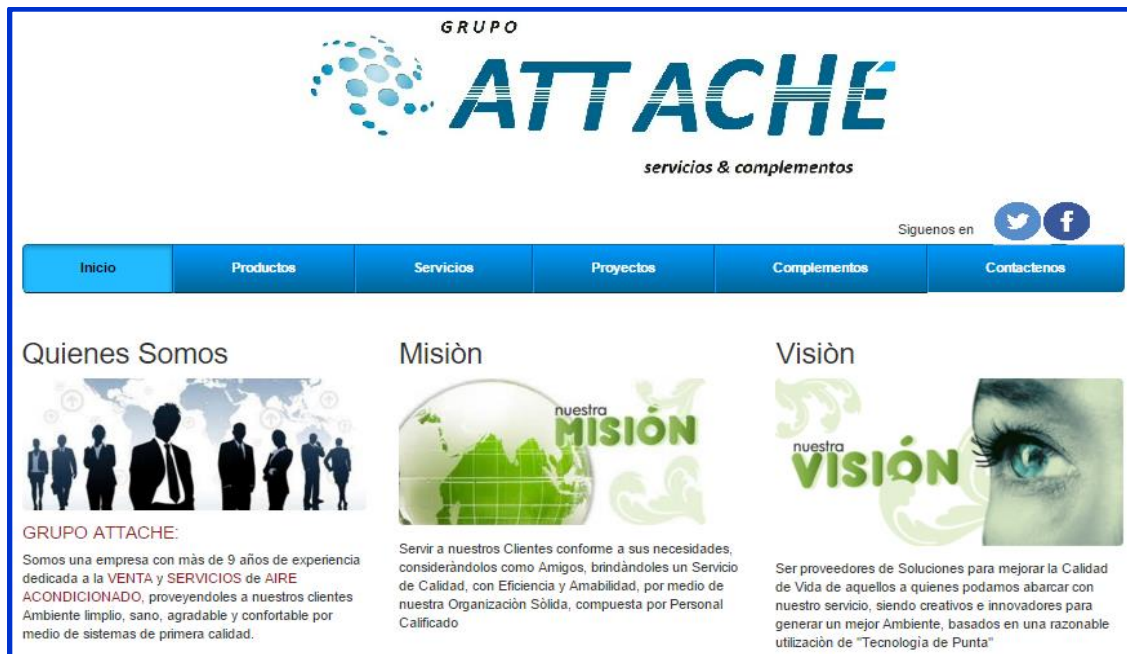 GRUPO
ATTACHÉ
servicios & complementos
Siguenos en
Inicio
Productos
Servicios
Proyectos
Complementos
Contactenos
Quienes Somos
GRUPO ATTACHE:
Somos una empresa con màs de 9 años de experiencia
dedicada a la VENTA y SERVICIOS de AIRE
ACONDICIONADO, proveyendoles a nuestros clientes
Ambiente limplio, sano, agradable y confortable por
medio de sistemas de primera calidad.
Misiòn
nuestra
MISIÓN
Servir a nuestros Clientes conforme a sus necesidades,
consideràndolos como Amigos, brindàndoles un Servicio
de Calidad, con Eficiencia y Amabilidad, por medio de
nuestra Organizaciòn Sòlida, compuesta por Personal
Calificado
Visiòn
nuestra
VISIÓN
Ser proveedores de Soluciones para mejorar la Calidad
de Vida de aquellos a quienes podamos abarcar con
nuestro servicio, siendo creativos e innovadores para
generar un mejor Ambiente, basados en una razonable
utilizaciòn de "Tecnología de Punta"